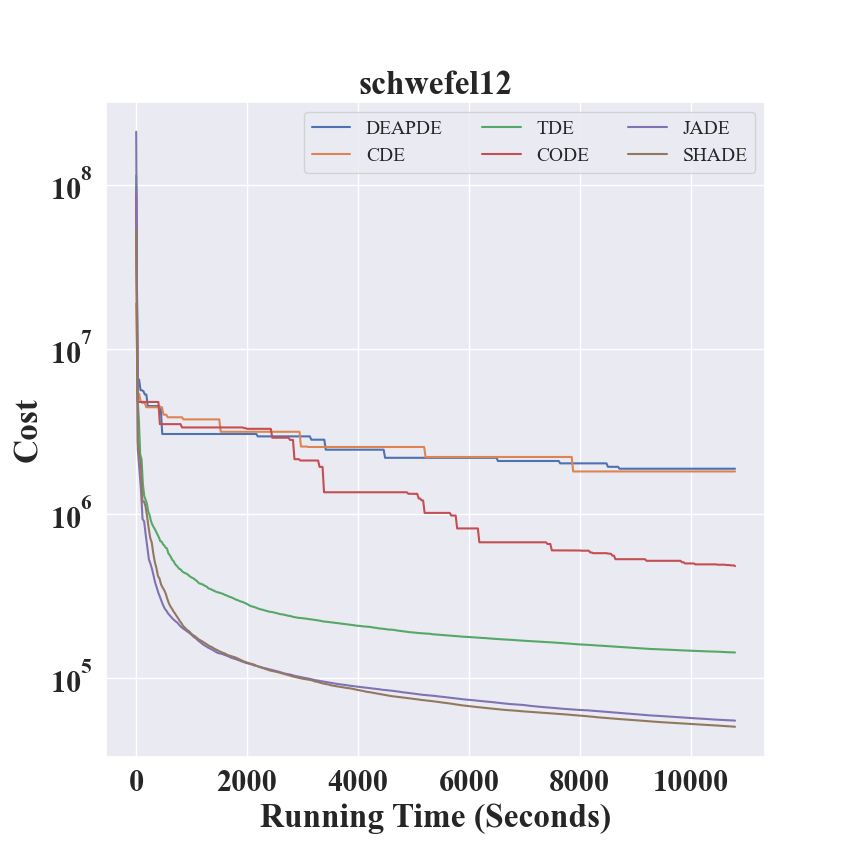 schwefel12
DEAPDE TDE JADE
CDE CODE SHADE
10^8
10^7
10^6
10^5
Cost
0 2000 4000 6000 8000 10000
Running Time (Seconds)